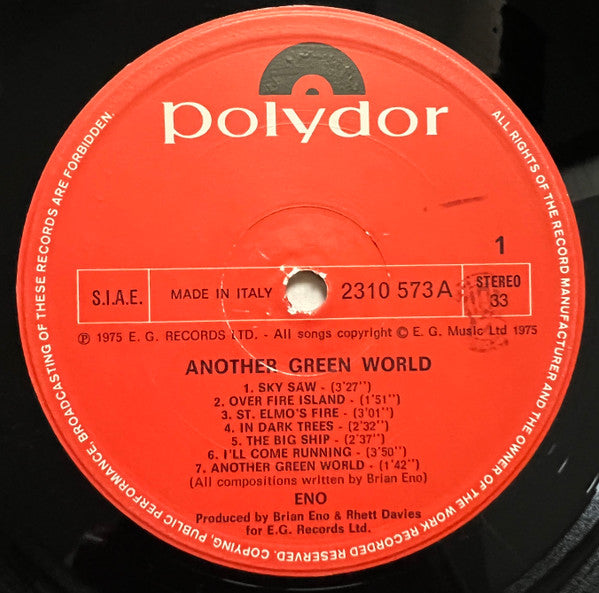 polydor
1
S.I.A.E.
MADE IN ITALY
2310 573 A
STEREO
33
℗ 1975 E. G. RECORDS LTD. - All songs copyright © E. G. Music Ltd 1975
ANOTHER GREEN WORLD
1. SKY SAW - (3'27'')
2. OVER FIRE ISLAND - (1'51'')
3. ST. ELMO'S FIRE - (3'01'')
4. IN DARK TREES - (2'32'')
5. THE BIG SHIP - (2'37'')
6. I'LL COME RUNNING - (3'50'')
7. ANOTHER GREEN WORLD - (1'42'')
(All compositions written by Brian Eno)
ENO
Produced by Brian Eno & Rhett Davies
for E.G. Records Ltd.
ALL RIGHTS OF THE RECORD MANUFACTURER AND THE OWNER OF THE WORK RECORDED RESERVED. COPYING, PUBLIC PERFORMANCE, BROADCASTING OF THESE RECORDS ARE FORBIDDEN.